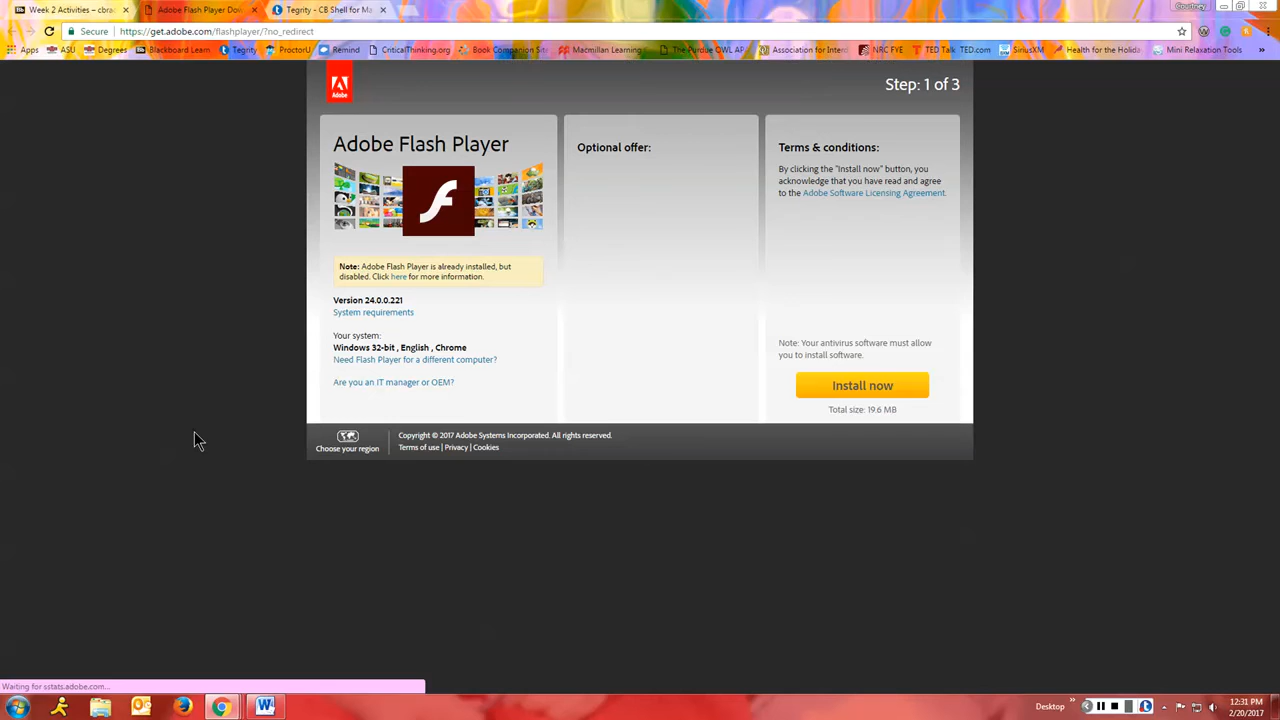 Week 2 Activities – cbra
Adobe Flash Player Dow
Tegrity - CB Shell for Ma
Courtney
Secure
https://get.adobe.com/flashplayer/?no_redirect
Apps
ASU
Degrees
Blackboard Learn
Tegrity
ProctorU
Remind
CriticalThinking.org
Book Companion Sites
Macmillan Learning
The Purdue OWL AP
Association for Interd
NRC FYE
TED Talk TED.com
SiriusXM
Health for the Holida
Mini Relaxation Tools
Adobe
Step: 1 of 3
Adobe Flash Player
Note: Adobe Flash Player is already installed, but
disabled. Click here for more information.
Version 24.0.0.221
System requirements
Your system:
Windows 32-bit , English , Chrome
Need Flash Player for a different computer?
Are you an IT manager or OEM?
Optional offer:
Terms & conditions:
By clicking the "Install now" button, you
acknowledge that you have read and agree
to the Adobe Software Licensing Agreement.
Note: Your antivirus software must allow
you to install software.
Install now
Total size: 19.6 MB
Choose your region
Copyright © 2017 Adobe Systems Incorporated. All rights reserved.
Terms of use | Privacy | Cookies
Waiting for sstats.adobe.com...
Desktop
12:31 PM
2/20/2017